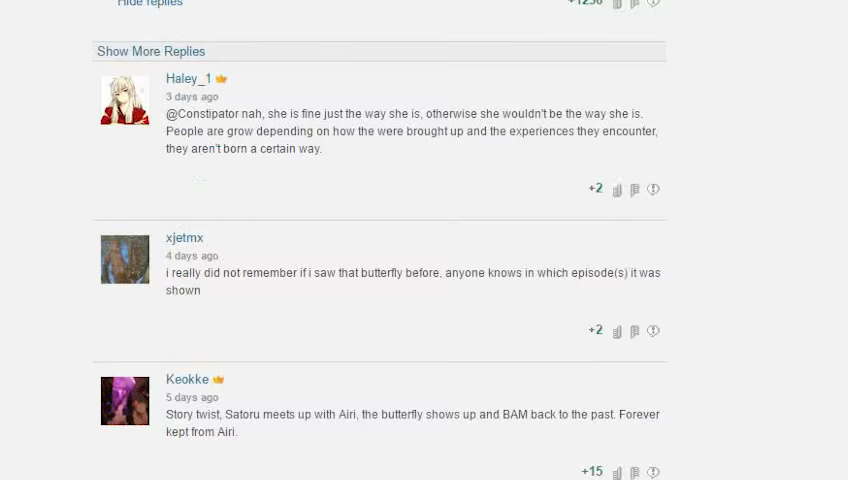 Hide replies
+1256
Show More Replies
Haley_1
3 days ago
@Constipator nah, she is fine just the way she is, otherwise she wouldn't be the way she is.
People are grow depending on how the were brought up and the experiences they encounter,
they aren't born a certain way.
+2
xjetmx
4 days ago
i really did not remember if i saw that butterfly before, anyone knows in which episode(s) it was
shown
+2
Keokke
5 days ago
Story twist, Satoru meets up with Airi, the butterfly shows up and BAM back to the past. Forever
kept from Airi.
+15